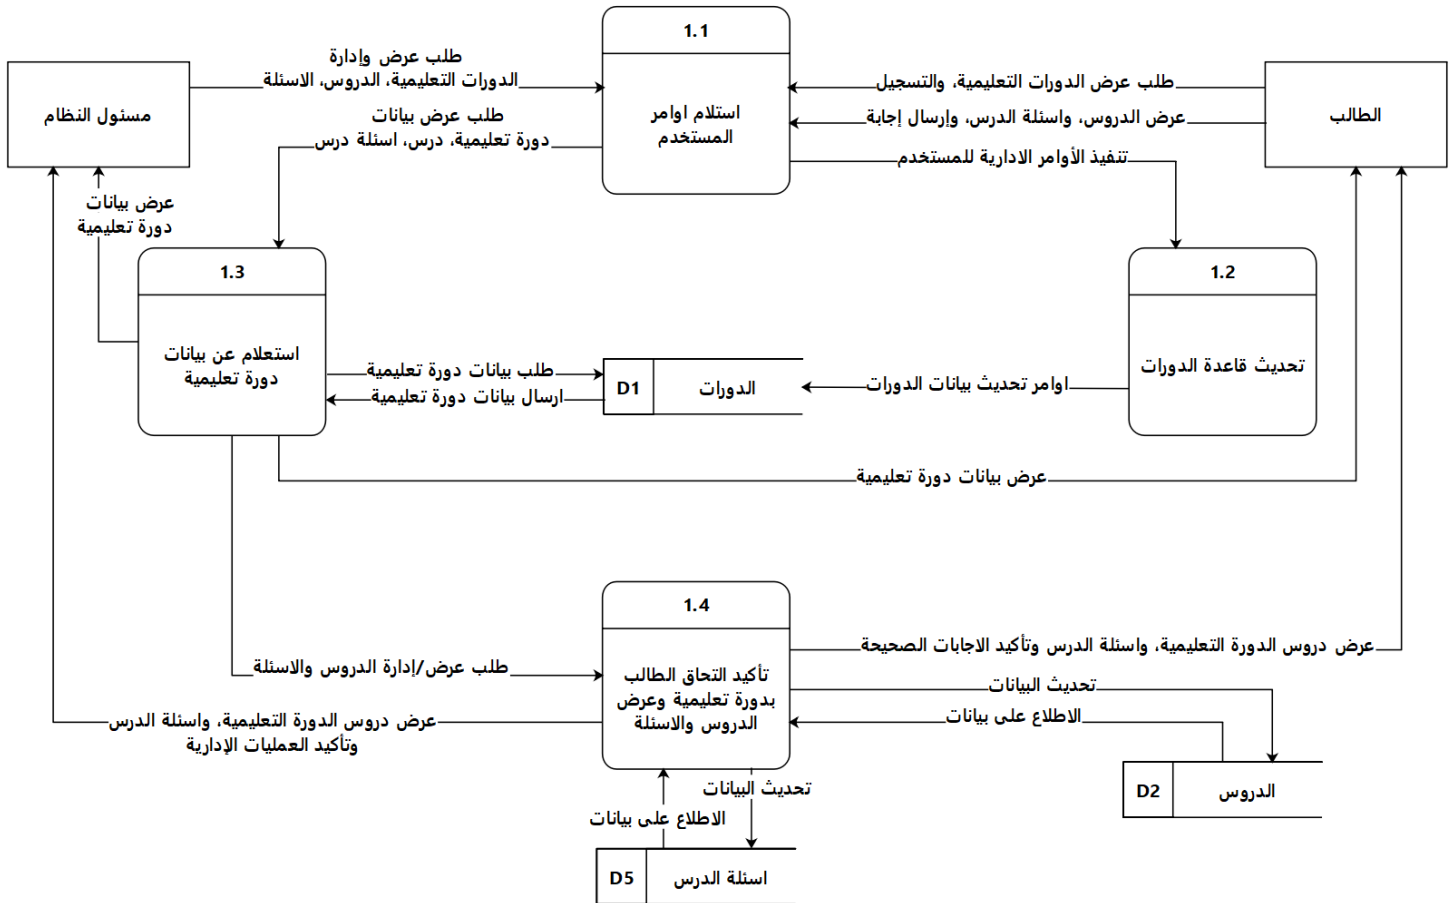 1.1
استلام اوامر
المستخدم
مسئول النظام
الطالب
طلب عرض وإدارة
الدورات التعليمية، الدروس، الاسئلة
طلب عرض الدورات التعليمية، والتسجيل
عرض الدروس، واسئلة الدرس، وإرسال إجابة
طلب عرض بيانات
دورة تعليمية، درس، اسئلة درس
تنفيذ الأوامر الادارية للمستخدم
عرض بيانات
دورة تعليمية
1.3
استعلام عن بيانات
دورة تعليمية
1.2
تحديث قاعدة الدورات
طلب بيانات دورة تعليمية
ارسال بيانات دورة تعليمية
D1
الدورات
اوامر تحديث بيانات الدورات
عرض بيانات دورة تعليمية
1.4
تأكيد التحاق الطالب
بدورة تعليمية وعرض
الدروس والاسئلة
عرض دروس الدورة التعليمية، واسئلة الدرس وتأكيد الاجابات الصحيحة
طلب عرض/إدارة الدروس والاسئلة
تحديث البيانات
الاطلاع على بيانات
عرض دروس الدورة التعليمية، واسئلة الدرس
وتأكيد العمليات الإدارية
D2
الدروس
تحديث البيانات
الاطلاع على بيانات
D5
اسئلة الدرس